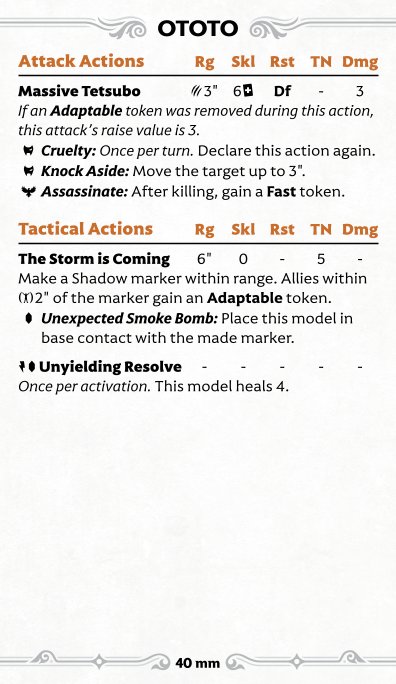 OTOTO
Attack Actions Rg Skl Rst TN Dmg
Massive Tetsubo 3" 6 Df - 3
If an Adaptable token was removed during this action,
this attack's raise value is 3.
Cruelty: Once per turn. Declare this action again.
Knock Aside: Move the target up to 3".
Assassinate: After killing, gain a Fast token.
Tactical Actions Rg Skl Rst TN Dmg
The Storm is Coming 6" 0 - 5 -
Make a Shadow marker within range. Allies within
2" of the marker gain an Adaptable token.
Unexpected Smoke Bomb: Place this model in
base contact with the made marker.
Unyielding Resolve - - - - -
Once per activation. This model heals 4.
40 mm